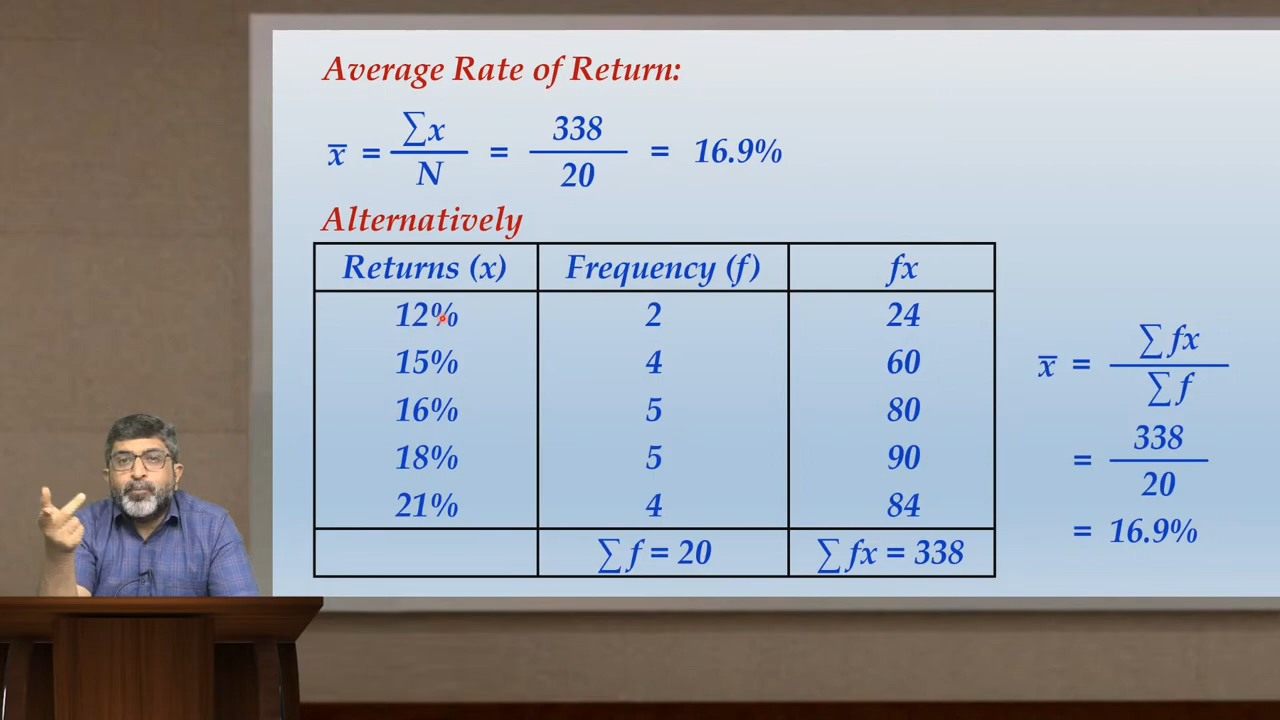 Average Rate of Return:
x̄ = ∑x / N = 338 / 20 = 16.9%
Alternatively
Returns (x) Frequency (f) fx
12% 2 24
15% 4 60
16% 5 80
18% 5 90
21% 4 84
∑ f = 20 ∑ fx = 338
x̄ = ∑ fx / ∑ f
= 338 / 20
= 16.9%